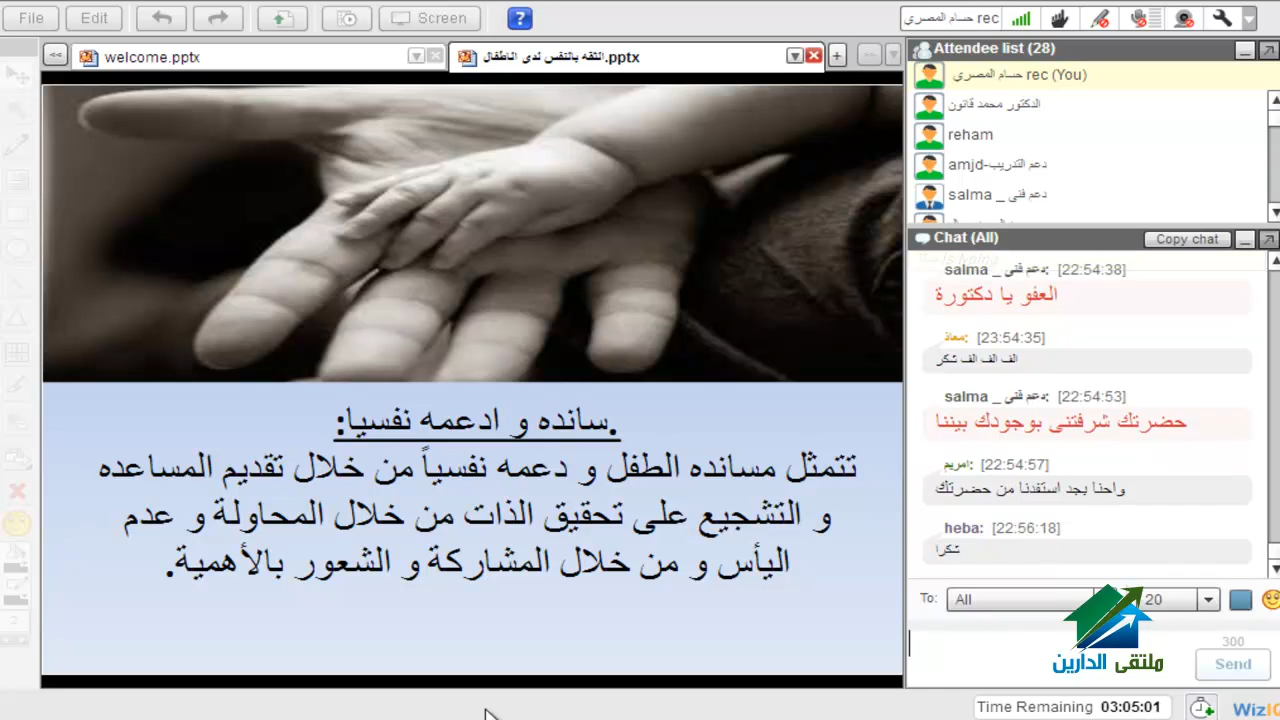 File
Edit
Screen
?
حسام المصري rec
<<
welcome.pptx
الثقه بالنفس لدى الاطفال.pptx
+
Attendee list (28)
حسام المصري rec (You)
الدكتور محمد قانون
reham
amjd-دعم التدريب
salma _ دعم فنى
Chat (All)
Copy chat
salma _ دعم فنى: [22:54:38]
العفو يا دكتورة
معاذ: [23:54:35]
الف الف الف شكر
salma _ دعم فنى: [22:54:53]
حضرتك شرفتنى بوجودك بيننا
امريم: [22:54:57]
واحنا بجد استفدنا من حضرتك
heba: [22:56:18]
شكرا
.سانده و ادعمه نفسيا:
تتمثل مسانده الطفل و دعمه نفسياً من خلال تقديم المساعده
و التشجيع على تحقيق الذات من خلال المحاولة و عدم
اليأس و من خلال المشاركة و الشعور بالأهمية.
To:
All
20
300
Send
ملتقى الدارين
Time Remaining 03:05:01